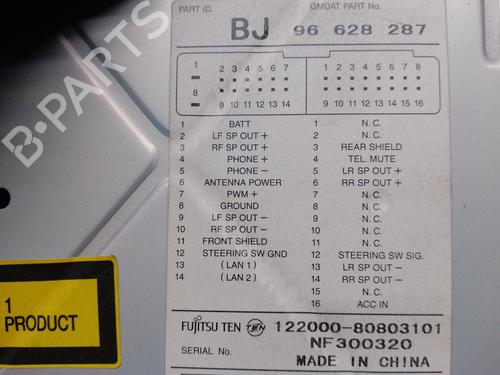 PART ID. GMDAT PART No.
BJ 96 628 287
1 2 3 4 5 6 7 1 2 3 4 5 6 7 8
8 9 10 11 12 13 14 9 10 11 12 13 14 15 16
1 BATT 1 N.C.
2 LF SP OUT + 2 N.C.
3 RF SP OUT + 3 REAR SHIELD
4 PHONE + 4 TEL. MUTE
5 PHONE - 5 LR SP OUT +
6 ANTENNA POWER 6 RR SP OUT +
7 PWM + 7 N.C.
8 GROUND 8 N.C.
9 LF SP OUT - 9 N.C.
10 RF SP OUT - 10 N.C.
11 FRONT SHIELD 11 N.C.
12 STEERING SW GND 12 STEERING SW SIG.
13 ( LAN 1 ) 13 LR SP OUT -
14 ( LAN 2 ) 14 RR SP OUT -
15 N.C.
16 ACC IN
FUJITSU TEN TEN 122000-80803101
SERIAL No. NF300320
MADE IN CHINA
1
PRODUCT
B-PARTS